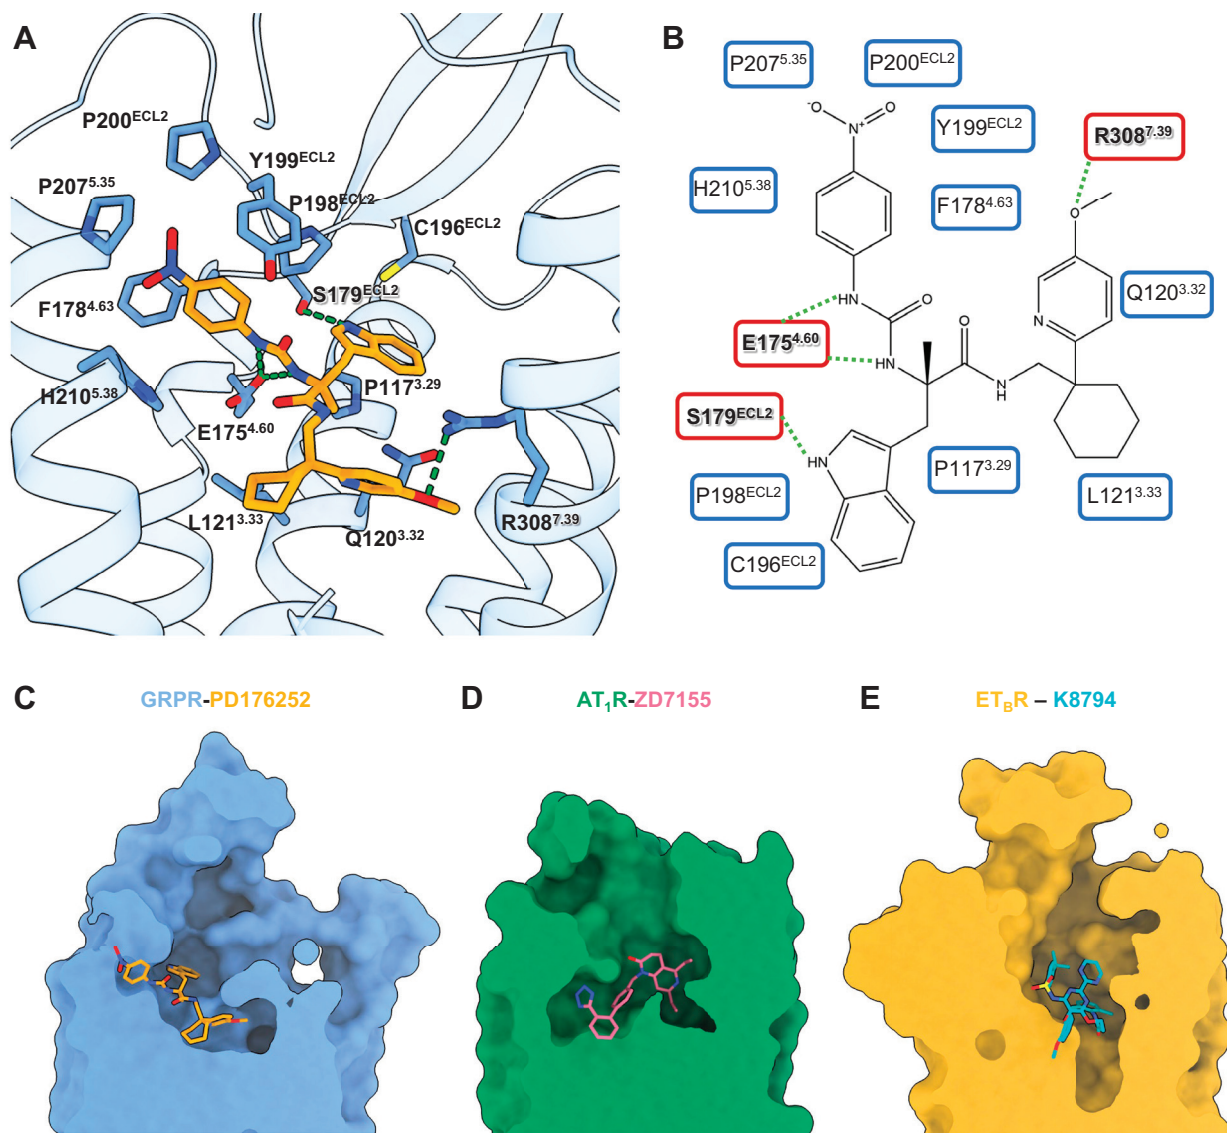 A
P200ECL2
Y199ECL2
P2075.35
P198ECL2
C196ECL2
S179ECL2
F1784.63
H2105.38
P1173.29
E1754.60
L1213.33
Q1203.32
R3087.39
B
P2075.35
P200ECL2
-O
O
N+
Y199ECL2
R3087.39
H2105.38
F1784.63
O
HN
O
Q1203.32
N
E1754.60
O
HN
N
H
S179ECL2
HN
P1173.29
P198ECL2
L1213.33
C196ECL2
C
GRPR-PD176252
D
AT1R-ZD7155
E
ETBR – K8794